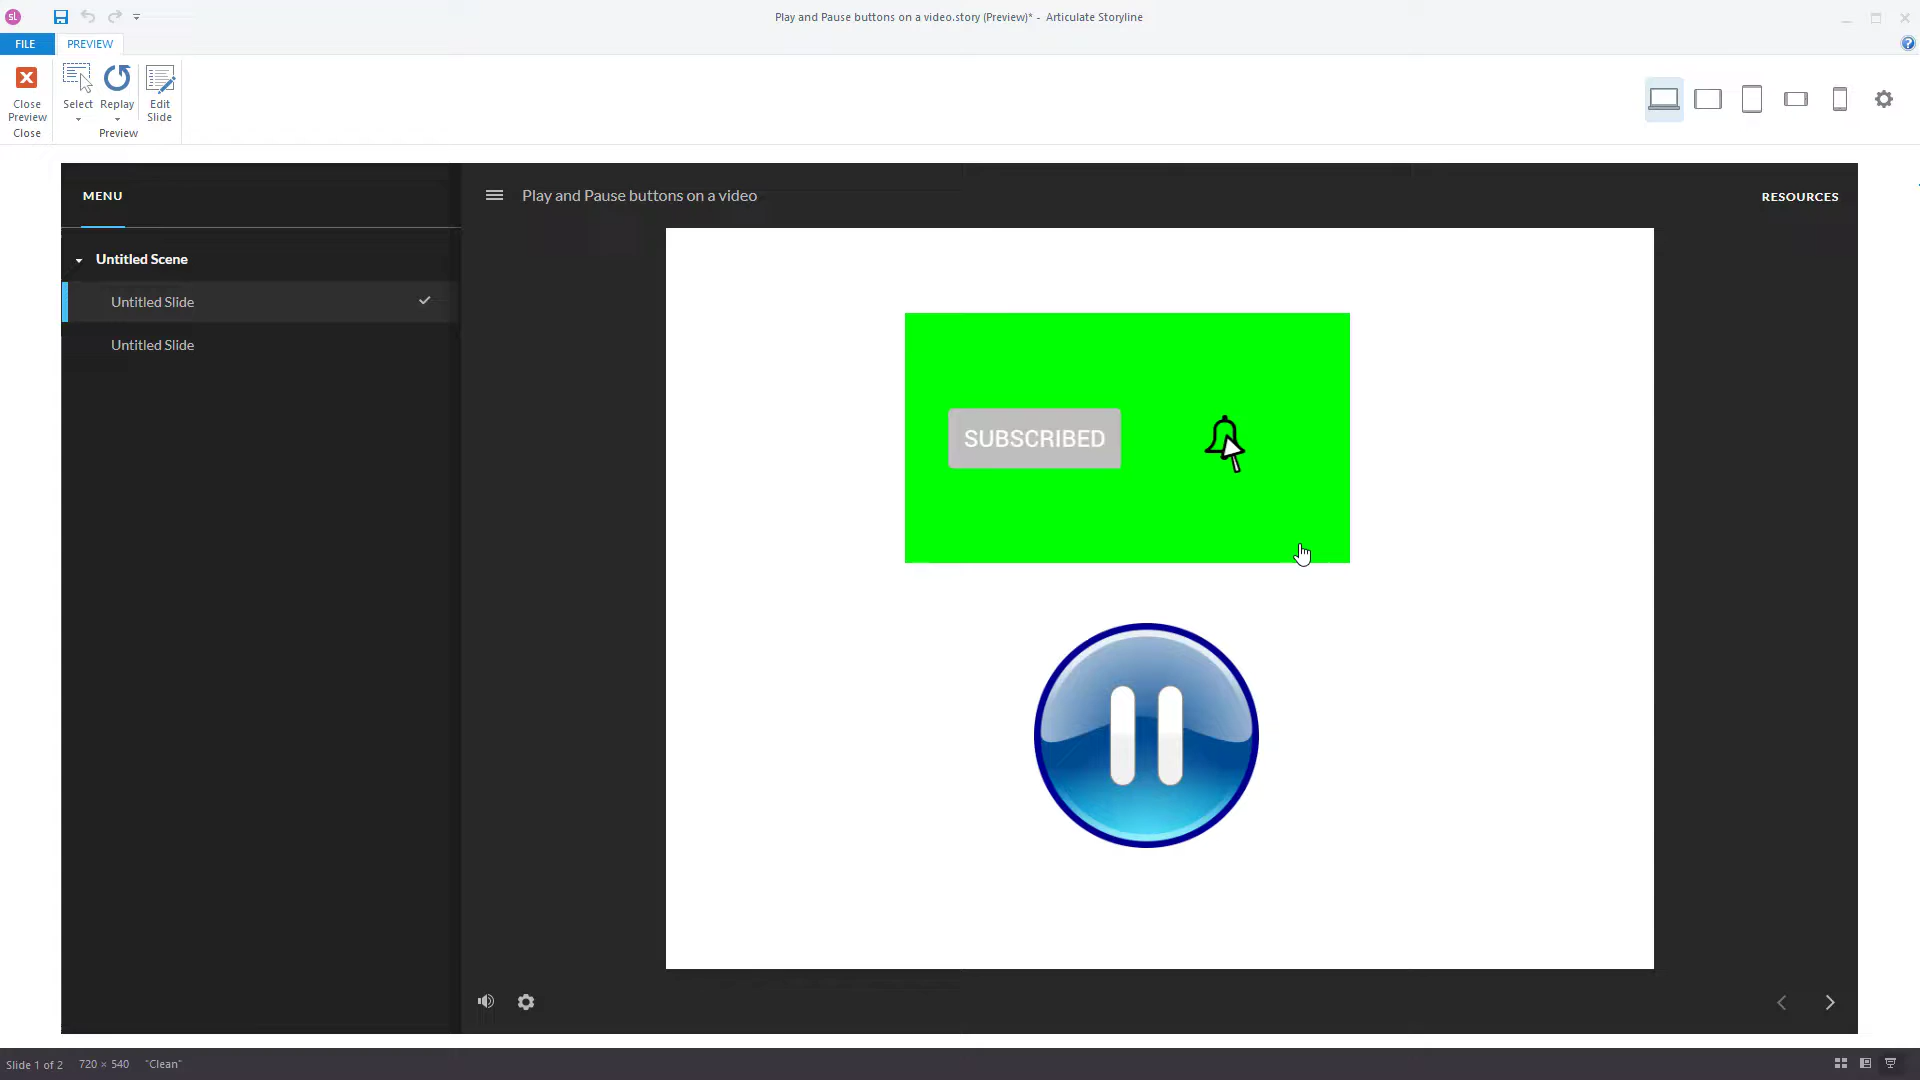 Play and Pause buttons on a video.story (Preview)* - Articulate Storyline
FILE
PREVIEW
Close Preview
Select
Replay
Edit Slide
Close
Preview
MENU
Play and Pause buttons on a video
RESOURCES
Untitled Scene
Untitled Slide
Untitled Slide
SUBSCRIBED
Slide 1 of 2
720 × 540
"Clean"